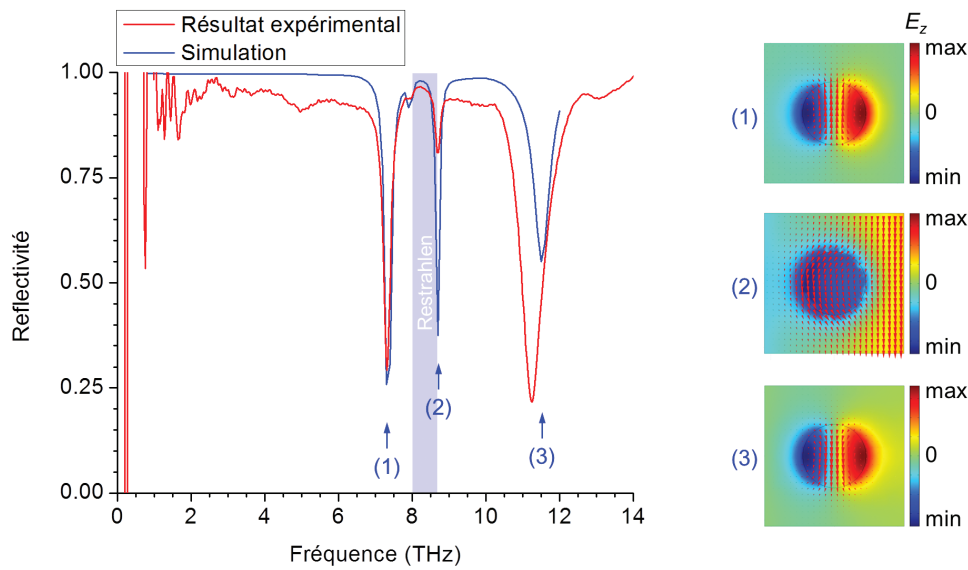 Résultat expérimental
Simulation
1.00
0.75
0.50
0.25
0.00
Reflectivité
0 2 4 6 8 10 12 14
Fréquence (THz)
Restrahlen
(1)
(2)
(3)
E_z
(1)
max
0
min
(2)
max
0
min
(3)
max
0
min